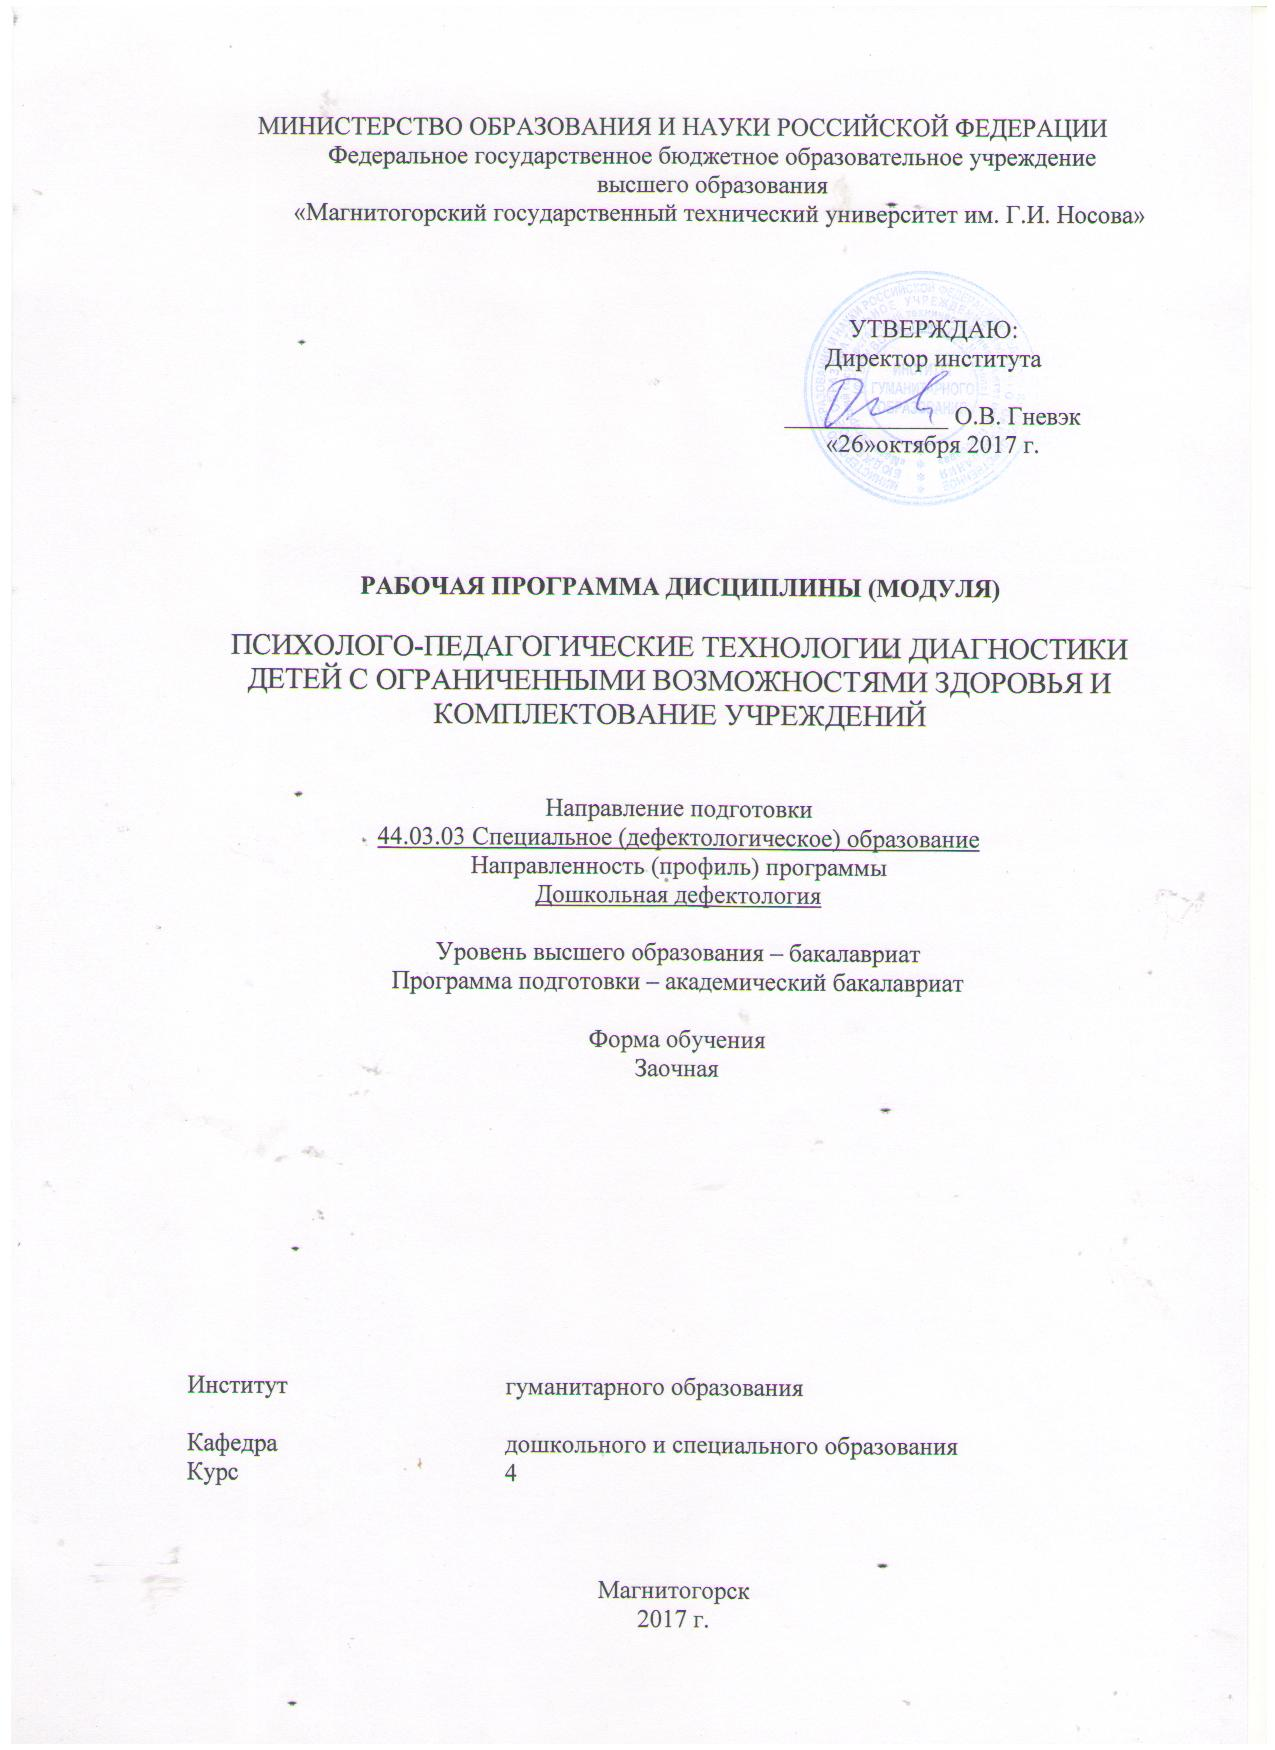 МИНИСТЕРСТВО ОБРАЗОВАНИЯ И НАУКИ РОССИЙСКОЙ ФЕДЕРАЦИИ
Федеральное государственное бюджетное образовательное учреждение
высшего образования
«Магнитогорский государственный технический университет им. Г.И. Носова»
УТВЕРЖДАЮ:
Директор института
ГУМАНИТАРНОГО
ОБРАЗОВАНИЯ
О.В. Гневэк
«26»октября 2017 г.
РАБОЧАЯ ПРОГРАММА ДИСЦИПЛИНЫ (МОДУЛЯ)
ПСИХОЛОГО-ПЕДАГОГИЧЕСКИЕ ТЕХНОЛОГИИ ДИАГНОСТИКИ
ДЕТЕЙ С ОГРАНИЧЕННЫМИ ВОЗМОЖНОСТЯМИ ЗДОРОВЬЯ И
КОМПЛЕКТОВАНИЕ УЧРЕЖДЕНИЙ
Направление подготовки
44.03.03 Специальное (дефектологическое) образование
Направленность (профиль) программы
Дошкольная дефектология
Уровень высшего образования – бакалавриат
Программа подготовки – академический бакалавриат
Форма обучения
Заочная
Институт гуманитарного образования
Кафедра дошкольного и специального образования
Курс 4
Магнитогорск
2017 г.